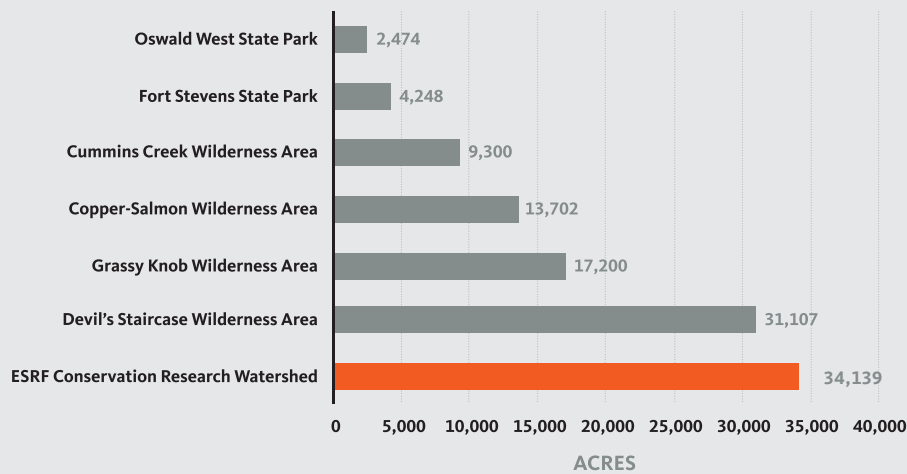 Oswald West State Park 2,474
Fort Stevens State Park 4,248
Cummins Creek Wilderness Area 9,300
Copper-Salmon Wilderness Area 13,702
Grassy Knob Wilderness Area 17,200
Devil’s Staircase Wilderness Area 31,107
ESRF Conservation Research Watershed 34,139
0 5,000 10,000 15,000 20,000 25,000 30,000 35,000 40,000
ACRES